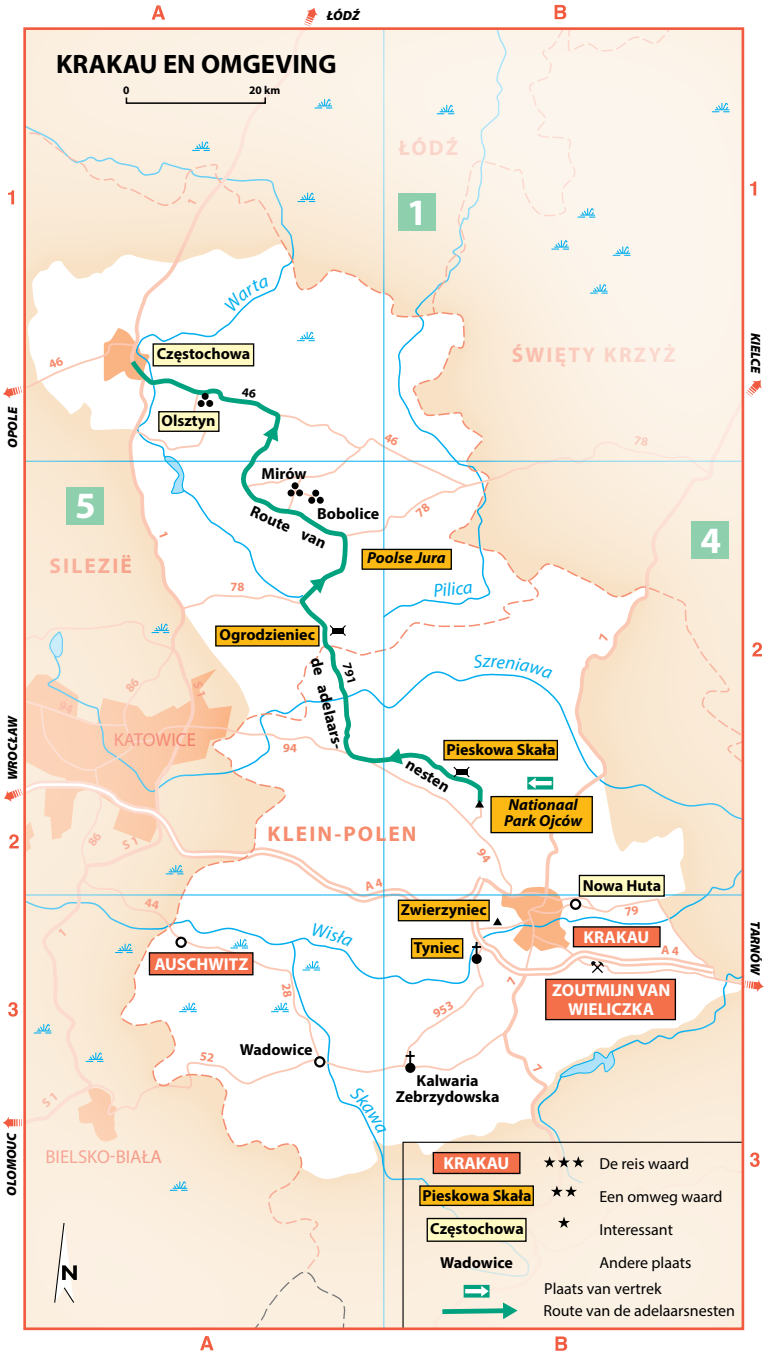 A
B
ŁÓDŹ
KRAKAU EN OMGEVING
0
20 km
1
1
ŁÓDŹ
1
Warta
ŚWIĘTY KRZYŻ
KIELCE
46
Częstochowa
OPOLE
46
Olsztyn
46
78
Mirów
Bobolice
Route van
78
5
4
SILEZIË
1
Poolse Jura
78
Pilica
Ogrodzieniec
7
2
de adelaars-
791
Szreniawa
86
S 1
94
KATOWICE
94
WROCŁAW
Pieskowa Skała
nesten
Nationaal
Park Ojców
KLEIN-POLEN
2
86
S 1
94
A 4
Nowa Huta
44
79
Zwierzyniec
1
Wisła
KRAKAU
Tyniec
A 4
TARNÓW
AUSCHWITZ
28
7
ZOUTMIJN VAN
WIELICZKA
3
953
Wadowice
52
7
Kalwaria
Zebrzydowska
S 1
Skawa
OLOMOUC
BIELSKO-BIAŁA
3
KRAKAU
De reis waard
Pieskowa Skała
Een omweg waard
Częstochowa
Interessant
Wadowice
Andere plaats
Plaats van vertrek
Route van de adelaarsnesten
N
A
B